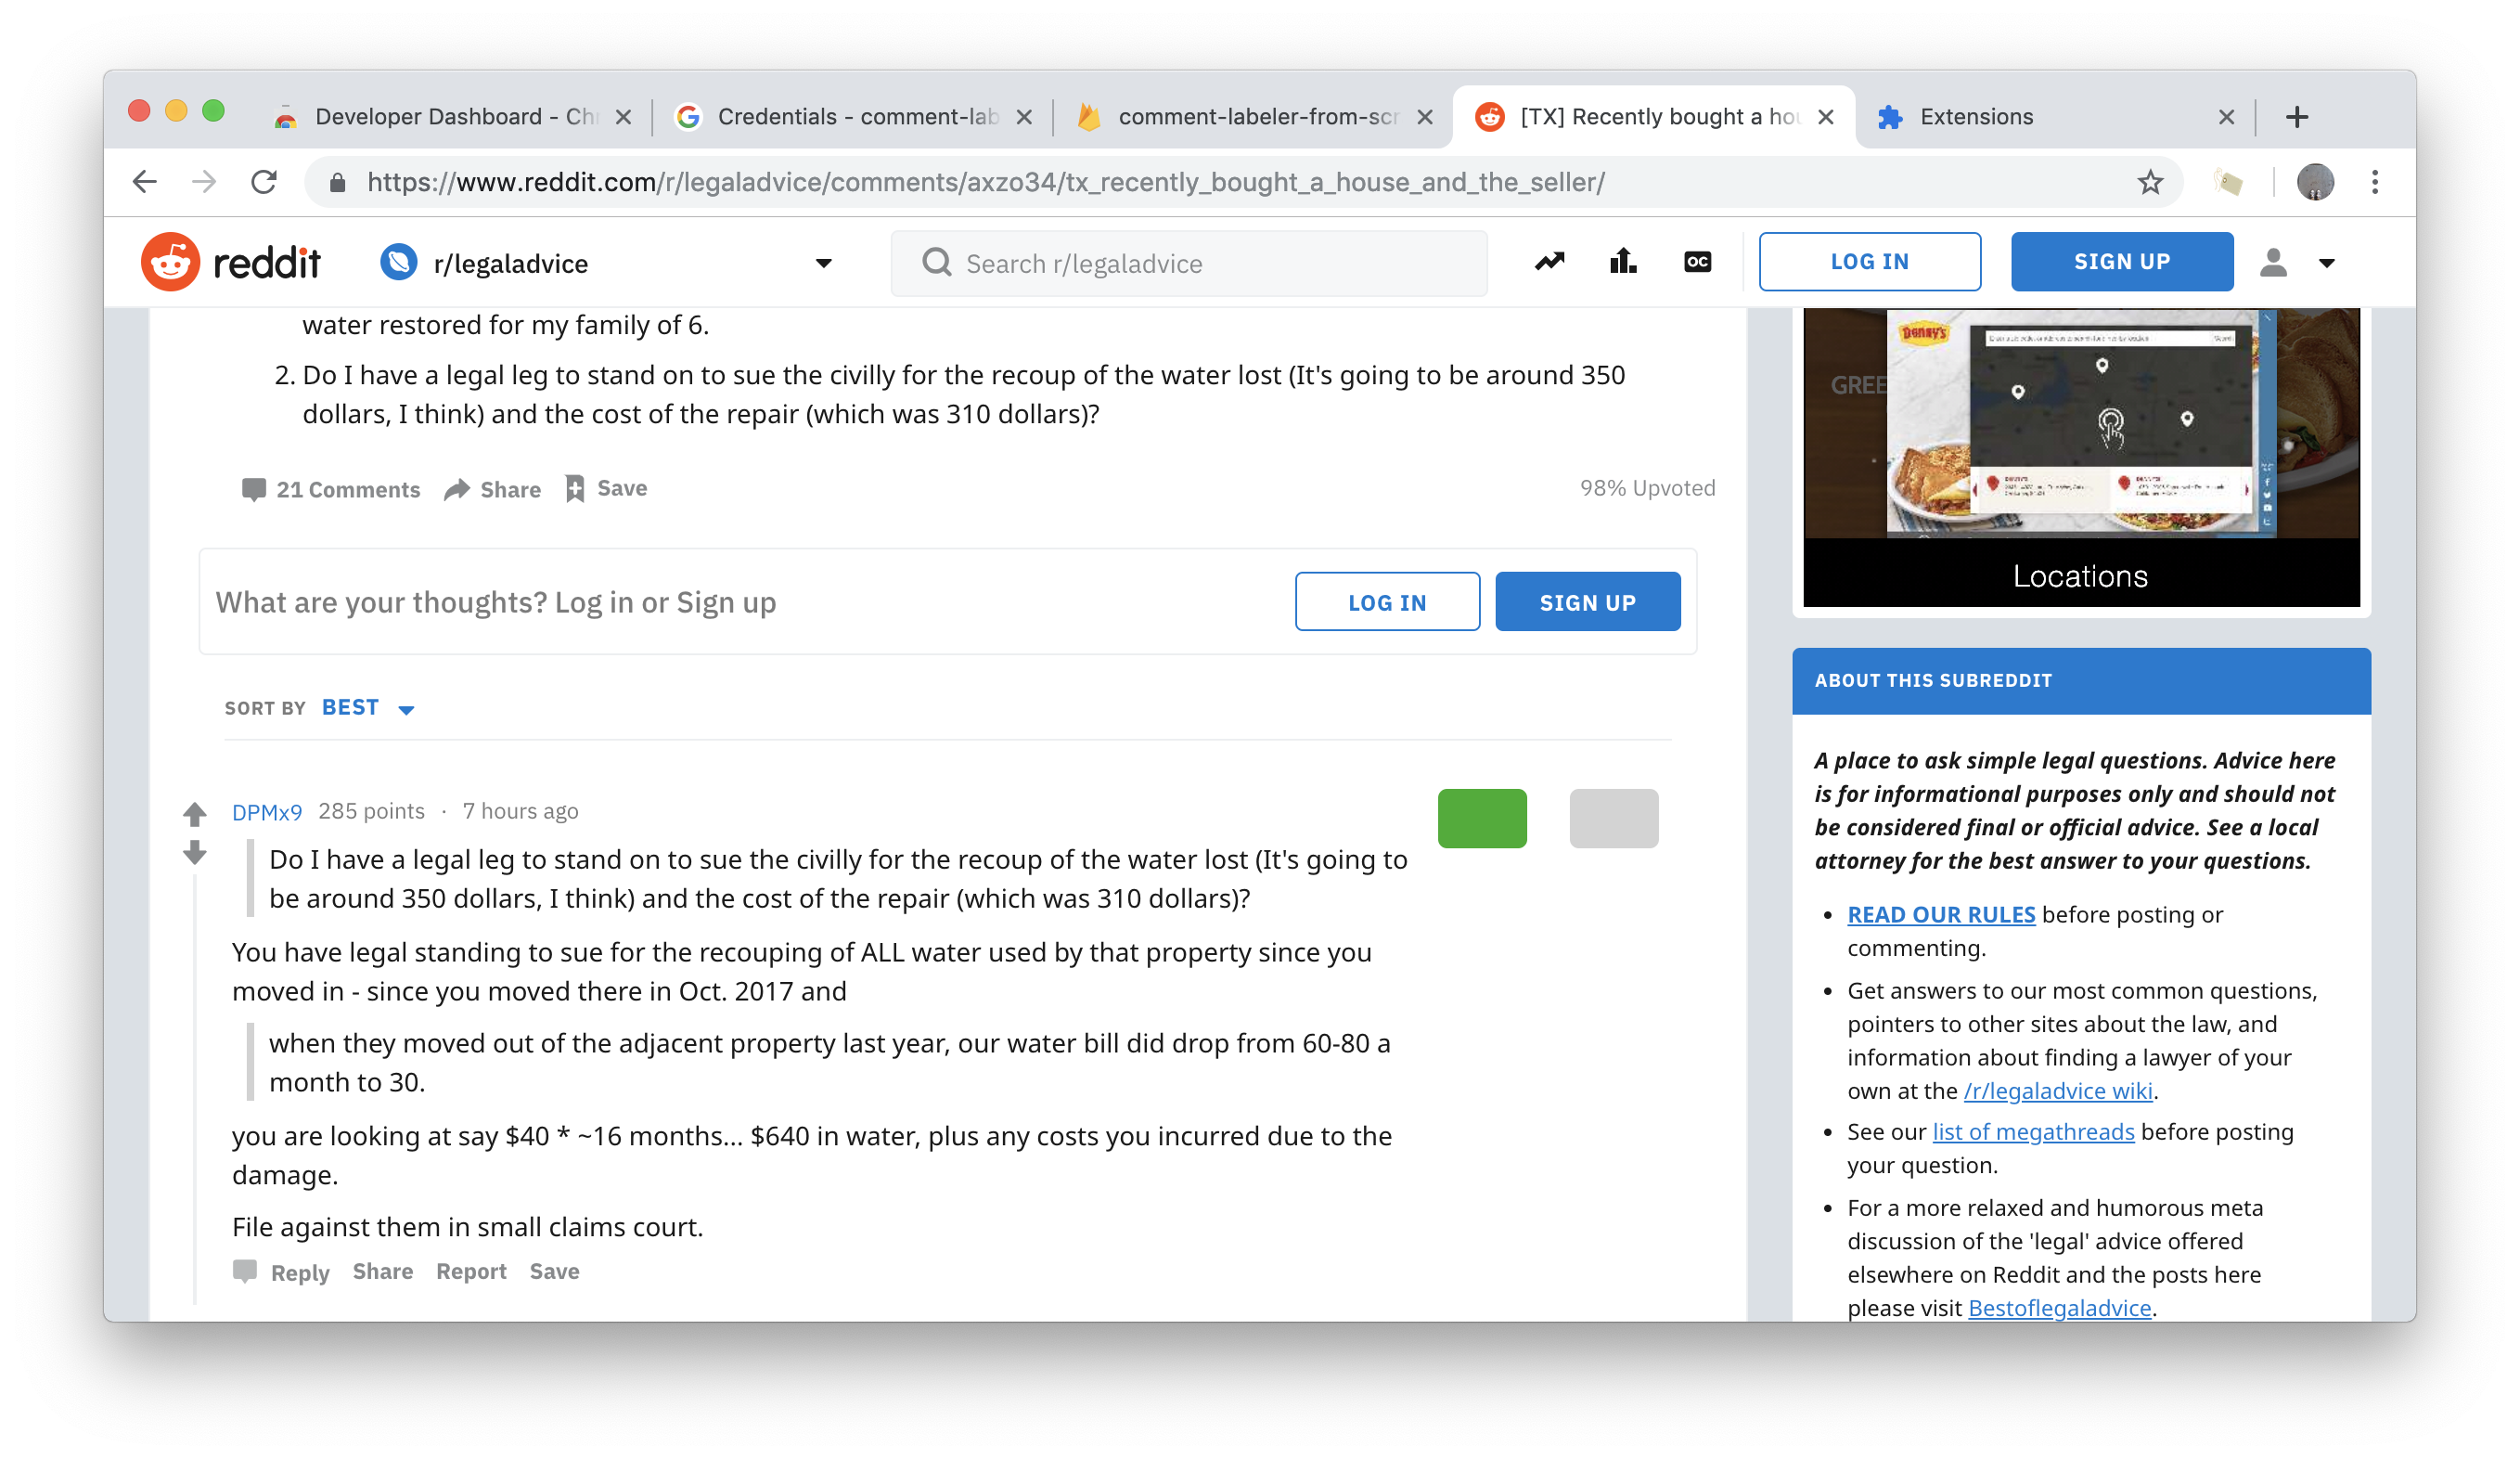 Developer Dashboard - Ch
Credentials - comment-lab
comment-labeler-from-scr
[TX] Recently bought a hou
Extensions
https://www.reddit.com/r/legaladvice/comments/axzo34/tx_recently_bought_a_house_and_the_seller/
reddit
r/legaladvice
Search r/legaladvice
OC
LOG IN
SIGN UP
water restored for my family of 6.
2. Do I have a legal leg to stand on to sue the civilly for the recoup of the water lost (It's going to be around 350
dollars, I think) and the cost of the repair (which was 310 dollars)?
21 Comments
Share
Save
98% Upvoted
What are your thoughts? Log in or Sign up
LOG IN
SIGN UP
SORT BY BEST
DPMx9 285 points · 7 hours ago
Do I have a legal leg to stand on to sue the civilly for the recoup of the water lost (It's going to
be around 350 dollars, I think) and the cost of the repair (which was 310 dollars)?
You have legal standing to sue for the recouping of ALL water used by that property since you
moved in - since you moved there in Oct. 2017 and
when they moved out of the adjacent property last year, our water bill did drop from 60-80 a
month to 30.
you are looking at say $40 * ~16 months... $640 in water, plus any costs you incurred due to the
damage.
File against them in small claims court.
Reply Share Report Save
Denny's
GREE
Locations
ABOUT THIS SUBREDDIT
A place to ask simple legal questions. Advice here
is for informational purposes only and should not
be considered final or official advice. See a local
attorney for the best answer to your questions.
• READ OUR RULES before posting or
commenting.
• Get answers to our most common questions,
pointers to other sites about the law, and
information about finding a lawyer of your
own at the /r/legaladvice wiki.
• See our list of megathreads before posting
your question.
• For a more relaxed and humorous meta
discussion of the 'legal' advice offered
elsewhere on Reddit and the posts here
please visit Bestoflegaladvice.